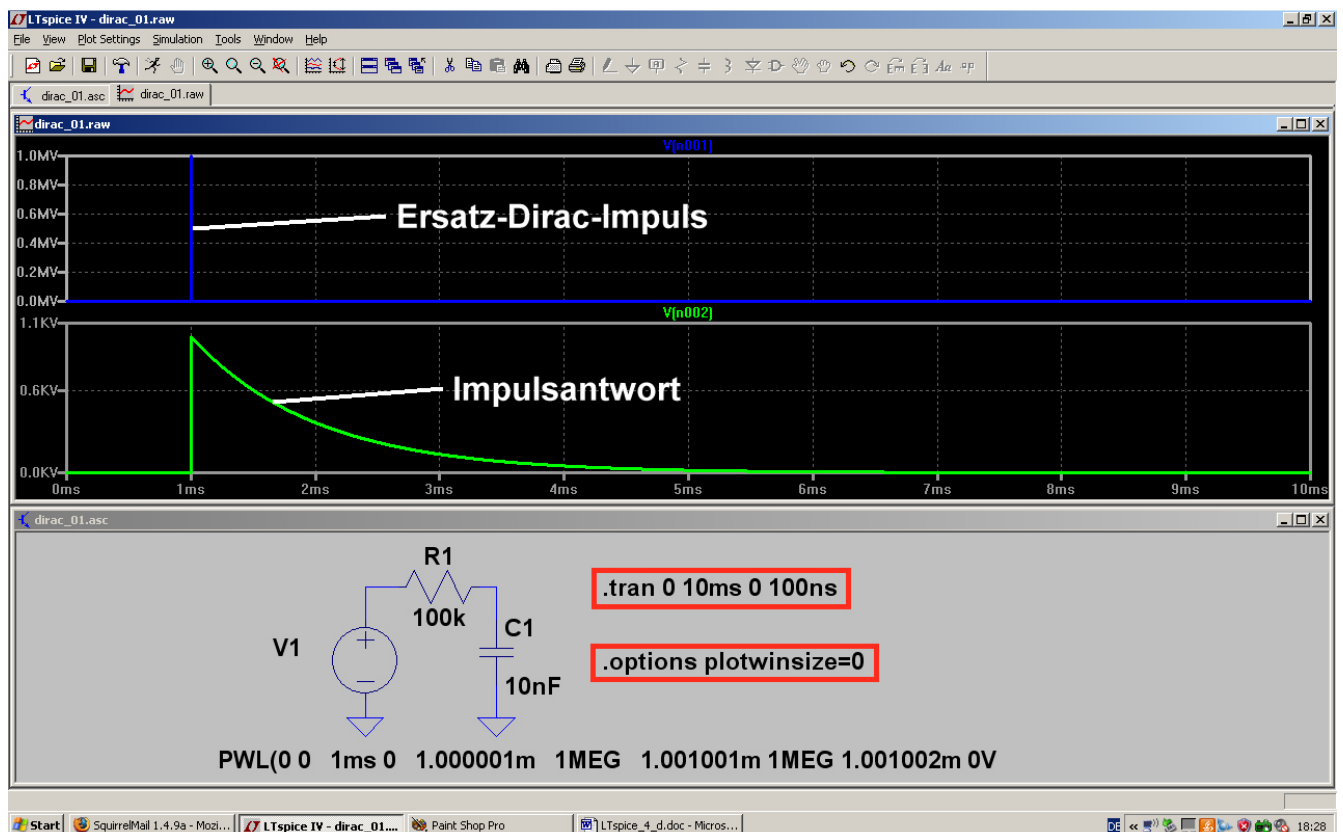 LTspice IV - dirac_01.raw
File View Plot Settings Simulation Tools Window Help
dirac_01.asc dirac_01.raw
dirac_01.raw
V(n001)
1.0MV
0.8MV
0.6MV
0.4MV
0.2MV
0.0MV
Ersatz-Dirac-Impuls
V(n002)
1.1KV
0.6KV
0.0KV
Impulsantwort
0ms 1ms 2ms 3ms 4ms 5ms 6ms 7ms 8ms 9ms 10ms
dirac_01.asc
R1
100k
V1
C1
10nF
.tran 0 10ms 0 100ns
.options plotwinsize=0
PWL(0 0 1ms 0 1.000001m 1MEG 1.001001m 1MEG 1.001002m 0V
Start SquirrelMail 1.4.9a - Mozi... LTspice IV - dirac_01.... Paint Shop Pro LTspice_4_d.doc - Micros... DE « 18:28